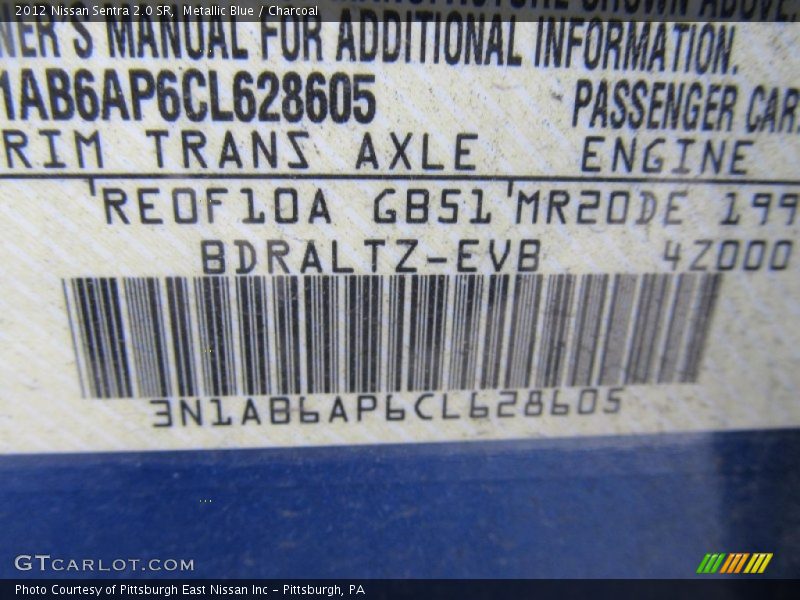 2012 Nissan Sentra 2.0 SR, Metallic Blue / Charcoal
NER'S MANUAL FOR ADDITIONAL INFORMATION.
1AB6AP6CL628605 PASSENGER CAR
RIM TRANS AXLE ENGINE
RE0F10A GB51 MR20DE 199
BDRALTZ-EVB 42000
3N1AB6AP6CL628605
GTCARLOT.COM
Photo Courtesy of Pittsburgh East Nissan Inc - Pittsburgh, PA